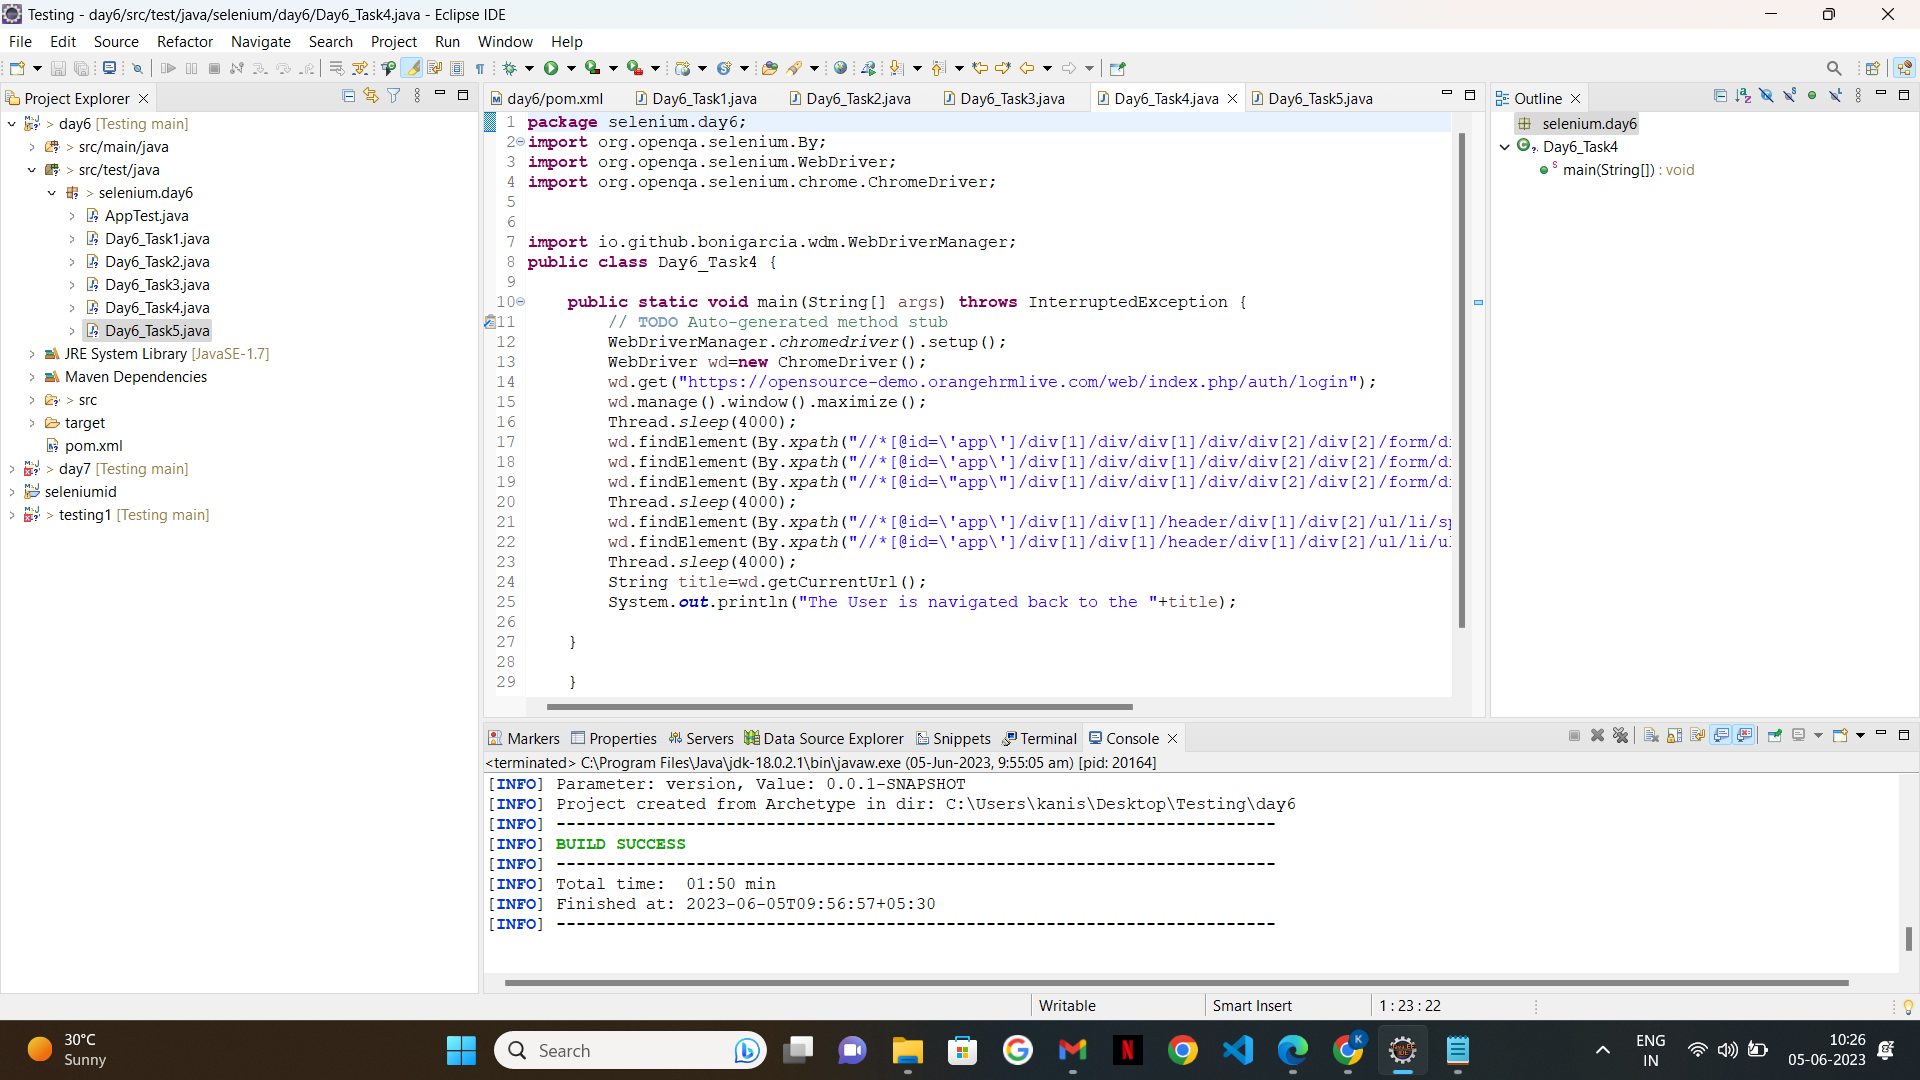 Testing - day6/src/test/java/selenium/day6/Day6_Task4.java - Eclipse IDE
File Edit Source Refactor Navigate Search Project Run Window Help
Project Explorer
day6 [Testing main]
src/main/java
src/test/java
selenium.day6
AppTest.java
Day6_Task1.java
Day6_Task2.java
Day6_Task3.java
Day6_Task4.java
Day6_Task5.java
JRE System Library [JavaSE-1.7]
Maven Dependencies
src
target
pom.xml
day7 [Testing main]
seleniumid
testing1 [Testing main]
day6/pom.xml Day6_Task1.java Day6_Task2.java Day6_Task3.java Day6_Task4.java Day6_Task5.java
1 package selenium.day6;
2 import org.openqa.selenium.By;
3 import org.openqa.selenium.WebDriver;
4 import org.openqa.selenium.chrome.ChromeDriver;
5
6
7 import io.github.bonigarcia.wdm.WebDriverManager;
8 public class Day6_Task4 {
9
10 public static void main(String[] args) throws InterruptedException {
11 // TODO Auto-generated method stub
12 WebDriverManager.chromedriver().setup();
13 WebDriver wd=new ChromeDriver();
14 wd.get("https://opensource-demo.orangehrmlive.com/web/index.php/auth/login");
15 wd.manage().window().maximize();
16 Thread.sleep(4000);
17 wd.findElement(By.xpath("//*[@id=\'app\']/div[1]/div/div[1]/div/div[2]/div[2]/form/di
18 wd.findElement(By.xpath("//*[@id=\'app\']/div[1]/div/div[1]/div/div[2]/div[2]/form/di
19 wd.findElement(By.xpath("//*[@id=\"app\"]/div[1]/div/div[1]/div/div[2]/div[2]/form/di
20 Thread.sleep(4000);
21 wd.findElement(By.xpath("//*[@id=\'app\']/div[1]/div[1]/header/div[1]/div[2]/ul/li/sp
22 wd.findElement(By.xpath("//*[@id=\'app\']/div[1]/div[1]/header/div[1]/div[2]/ul/li/ul
23 Thread.sleep(4000);
24 String title=wd.getCurrentUrl();
25 System.out.println("The User is navigated back to the "+title);
26
27 }
28
29 }
Outline
selenium.day6
Day6_Task4
main(String[]) : void
Markers Properties Servers Data Source Explorer Snippets Terminal Console
<terminated> C:\Program Files\Java\jdk-18.0.2.1\bin\javaw.exe (05-Jun-2023, 9:55:05 am) [pid: 20164]
[INFO] Parameter: version, Value: 0.0.1-SNAPSHOT
[INFO] Project created from Archetype in dir: C:\Users\kanis\Desktop\Testing\day6
[INFO] ------------------------------------------------------------------------
[INFO] BUILD SUCCESS
[INFO] ------------------------------------------------------------------------
[INFO] Total time:  01:50 min
[INFO] Finished at: 2023-06-05T09:56:57+05:30
[INFO] ------------------------------------------------------------------------
Writable Smart Insert 1 : 23 : 22
30°C
Sunny
Search
ENG
IN
10:26
05-06-2023